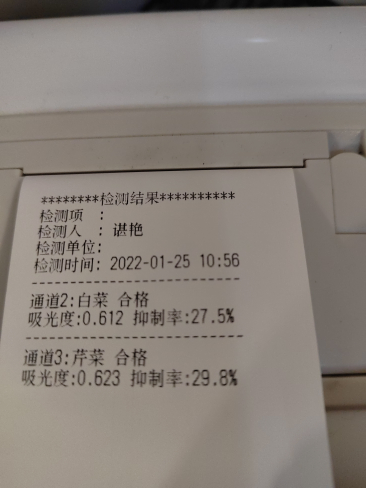 ********检测结果**********
检测项 :
检测人 : 谌艳
检测单位:
检测时间: 2022-01-25 10:56
--------------------------
通道2:白菜 合格
吸光度:0.612 抑制率:27.5%
--------------------------
通道3:芹菜 合格
吸光度:0.623 抑制率:29.8%